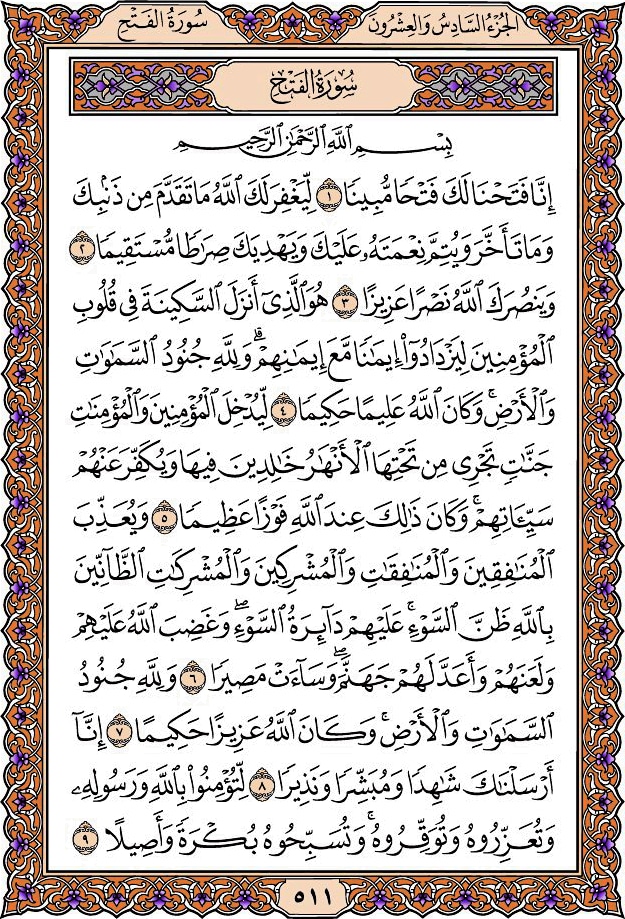 الجُزْءُ السَّادِسُ وَالعِشْرُونَ
سُورَةُ الفَتْحِ
سُورَةُ الفَتْحِ
بِسْمِ ٱللَّهِ ٱلرَّحْمَٰنِ ٱلرَّحِيمِ
إِنَّا فَتَحْنَا لَكَ فَتْحًا مُّبِينًا ١ لِّيَغْفِرَ لَكَ ٱللَّهُ مَا تَقَدَّمَ مِن ذَنۢبِكَ
وَمَا تَأَخَّرَ وَيُتِمَّ نِعْمَتَهُۥ عَلَيْكَ وَيَهْدِيَكَ صِرَٰطًا مُّسْتَقِيمًا ٢
وَيَنصُرَكَ ٱللَّهُ نَصْرًا عَزِيزًا ٣ هُوَ ٱلَّذِىٓ أَنزَلَ ٱلسَّكِينَةَ فِى قُلُوبِ
ٱلْمُؤْمِنِينَ لِيَزْدَادُوٓا۟ إِيمَٰنًا مَّعَ إِيمَٰنِهِمْ ۗ وَلِلَّهِ جُنُودُ ٱلسَّمَٰوَٰتِ
وَٱلْأَرْضِ ۚ وَكَانَ ٱللَّهُ عَلِيمًا حَكِيمًا ٤ لِّيُدْخِلَ ٱلْمُؤْمِنِينَ وَٱلْمُؤْمِنَٰتِ
جَنَّٰتٍ تَجْرِى مِن تَحْتِهَا ٱلْأَنْهَٰرُ خَٰلِدِينَ فِيهَا وَيُكَفِّرَ عَنْهُمْ
سَيِّـَٔاتِهِمْ ۚ وَكَانَ ذَٰلِكَ عِندَ ٱللَّهِ فَوْزًا عَظِيمًا ٥ وَيُعَذِّبَ
ٱلْمُنَٰفِقِينَ وَٱلْمُنَٰفِقَٰتِ وَٱلْمُشْرِكِينَ وَٱلْمُشْرِكَٰتِ ٱلظَّآنِّينَ
بِٱللَّهِ ظَنَّ ٱلسَّوْءِ ۚ عَلَيْهِمْ دَآئِرَةُ ٱلسَّوْءِ ۖ وَغَضِبَ ٱللَّهُ عَلَيْهِمْ
وَلَعَنَهُمْ وَأَعَدَّ لَهُمْ جَهَنَّمَ ۖ وَسَآءَتْ مَصِيرًا ٦ وَلِلَّهِ جُنُودُ
ٱلسَّمَٰوَٰتِ وَٱلْأَرْضِ ۚ وَكَانَ ٱللَّهُ عَزِيزًا حَكِيمًا ٧ إِنَّآ
أَرْسَلْنَٰكَ شَٰهِدًا وَمُبَشِّرًا وَنَذِيرًا ٨ لِّتُؤْمِنُوا۟ بِٱللَّهِ وَرَسُولِهِۦ
وَتُعَزِّرُوهُ وَتُوَقِّرُوهُ ۚ وَتُسَبِّحُوهُ بُكْرَةً وَأَصِيلًا ٩
٥١١